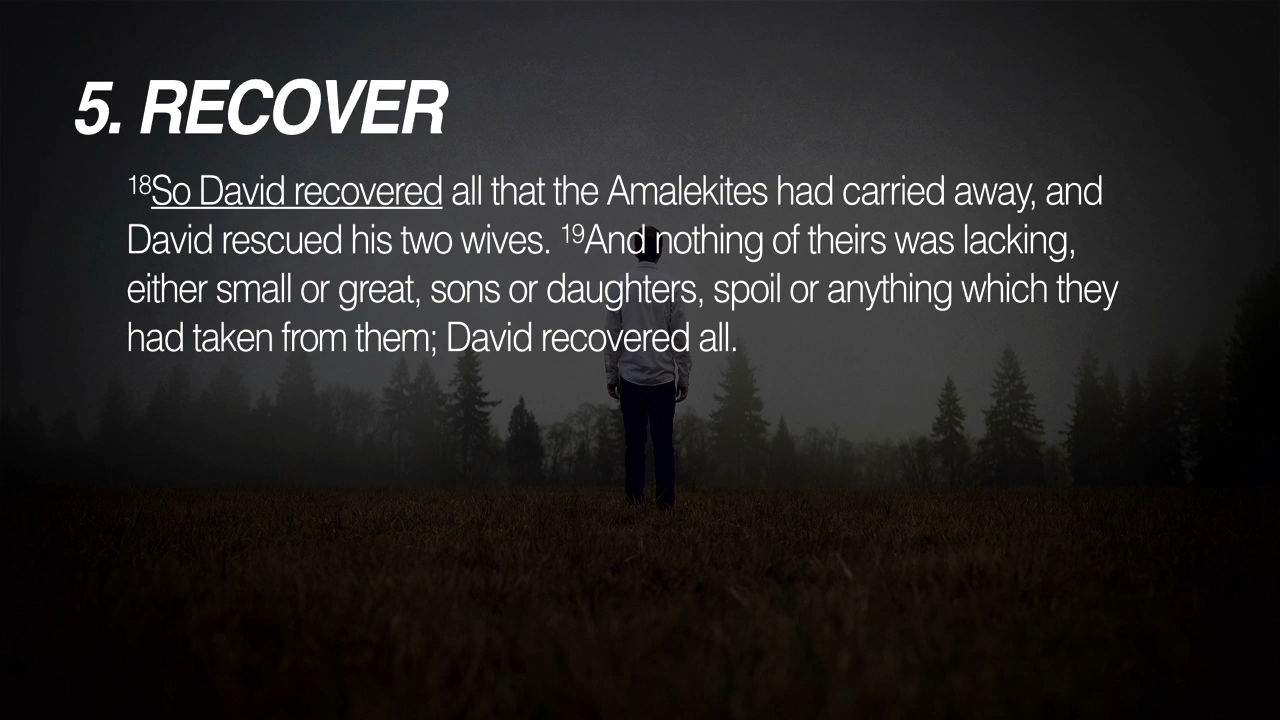 5. RECOVER
18So David recovered all that the Amalekites had carried away, and
David rescued his two wives. 19And nothing of theirs was lacking,
either small or great, sons or daughters, spoil or anything which they
had taken from them; David recovered all.